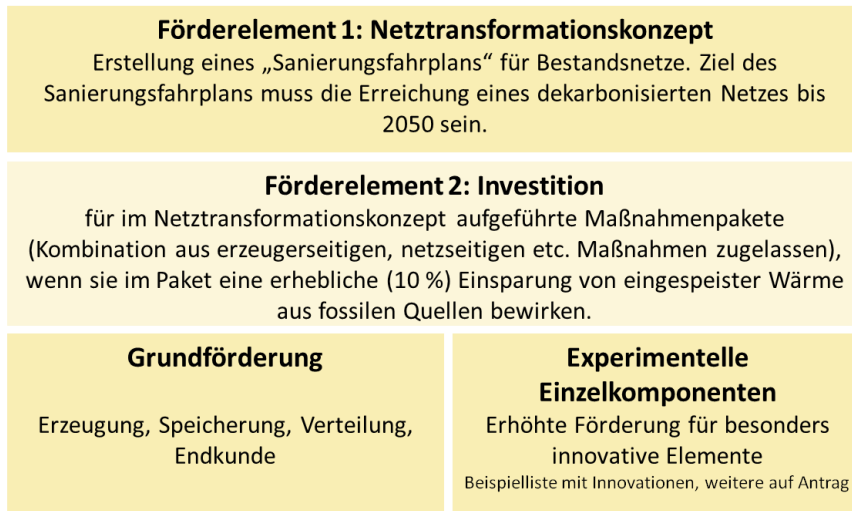 Förderelement 1: Netztransformationskonzept
Erstellung eines „Sanierungsfahrplans“ für Bestandsnetze. Ziel des
Sanierungsfahrplans muss die Erreichung eines dekarbonisierten Netzes bis
2050 sein.
Förderelement 2: Investition
für im Netztransformationskonzept aufgeführte Maßnahmenpakete
(Kombination aus erzeugerseitigen, netzseitigen etc. Maßnahmen zugelassen),
wenn sie im Paket eine erhebliche (10 %) Einsparung von eingespeister Wärme
aus fossilen Quellen bewirken.
Grundförderung
Erzeugung, Speicherung, Verteilung,
Endkunde
Experimentelle
Einzelkomponenten
Erhöhte Förderung für besonders
innovative Elemente
Beispielliste mit Innovationen, weitere auf Antrag